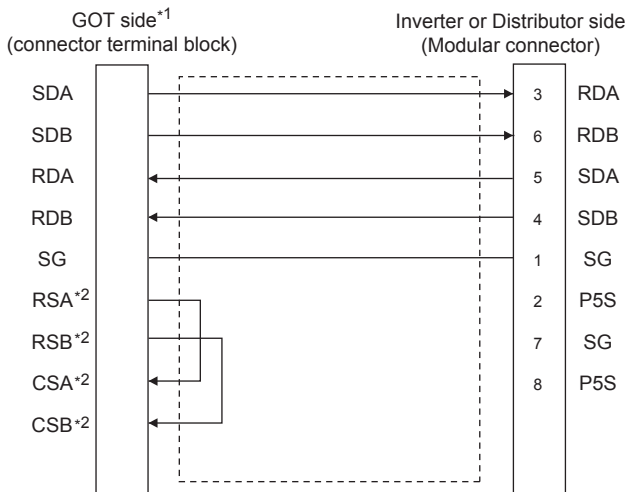 GOT side*1
(connector terminal block)
Inverter or Distributor side
(Modular connector)
SDA 3 RDA
SDB 6 RDB
RDA 5 SDA
RDB 4 SDB
SG 1 SG
RSA*2 2 P5S
RSB*2 7 SG
CSA*2 8 P5S
CSB*2